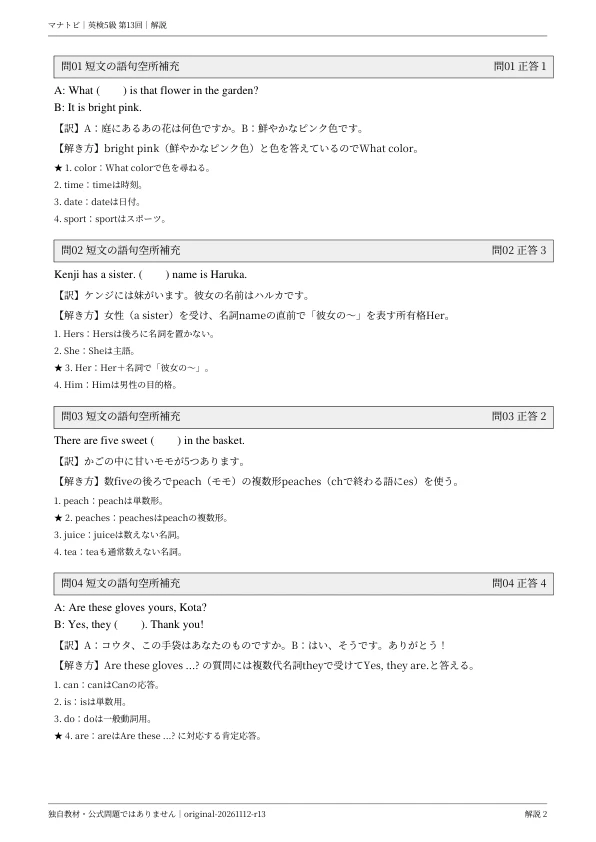 マナトビ｜英検5級 第13回｜解説
問01 短文の語句空所補充 問01 正答 1
A: What (　　) is that flower in the garden?
B: It is bright pink.
【訳】A：庭にあるあの花は何色ですか。B：鮮やかなピンク色です。
【解き方】bright pink（鮮やかなピンク色）と色を答えているのでWhat color。
★ 1. color：What colorで色を尋ねる。
2. time：timeは時刻。
3. date：dateは日付。
4. sport：sportはスポーツ。
問02 短文の語句空所補充 問02 正答 3
Kenji has a sister. (　　) name is Haruka.
【訳】ケンジには妹がいます。彼女の名前はハルカです。
【解き方】女性（a sister）を受け、名詞nameの直前で「彼女の〜」を表す所有格Her。
1. Hers：Hersは後ろに名詞を置かない。
2. She：Sheは主語。
★ 3. Her：Her＋名詞で「彼女の〜」。
4. Him：Himは男性の目的格。
問03 短文の語句空所補充 問03 正答 2
There are five sweet (　　) in the basket.
【訳】かごの中に甘いモモが5つあります。
【解き方】数fiveの後ろでpeach（モモ）の複数形peaches（chで終わる語にes）を使う。
1. peach：peachは単数形。
★ 2. peaches：peachesはpeachの複数形。
3. juice：juiceは数えない名詞。
4. tea：teaも通常数えない名詞。
問04 短文の語句空所補充 問04 正答 4
A: Are these gloves yours, Kota?
B: Yes, they (　　). Thank you!
【訳】A：コウタ、この手袋はあなたのものですか。B：はい、そうです。ありがとう！
【解き方】Are these gloves ...? の質問には複数代名詞theyで受けてYes, they are.と答える。
1. can：canはCanの応答。
2. is：isは単数用。
3. do：doは一般動詞用。
★ 4. are：areはAre these ...? に対応する肯定応答。
独自教材・公式問題ではありません｜original-20261112-r13 解説 2